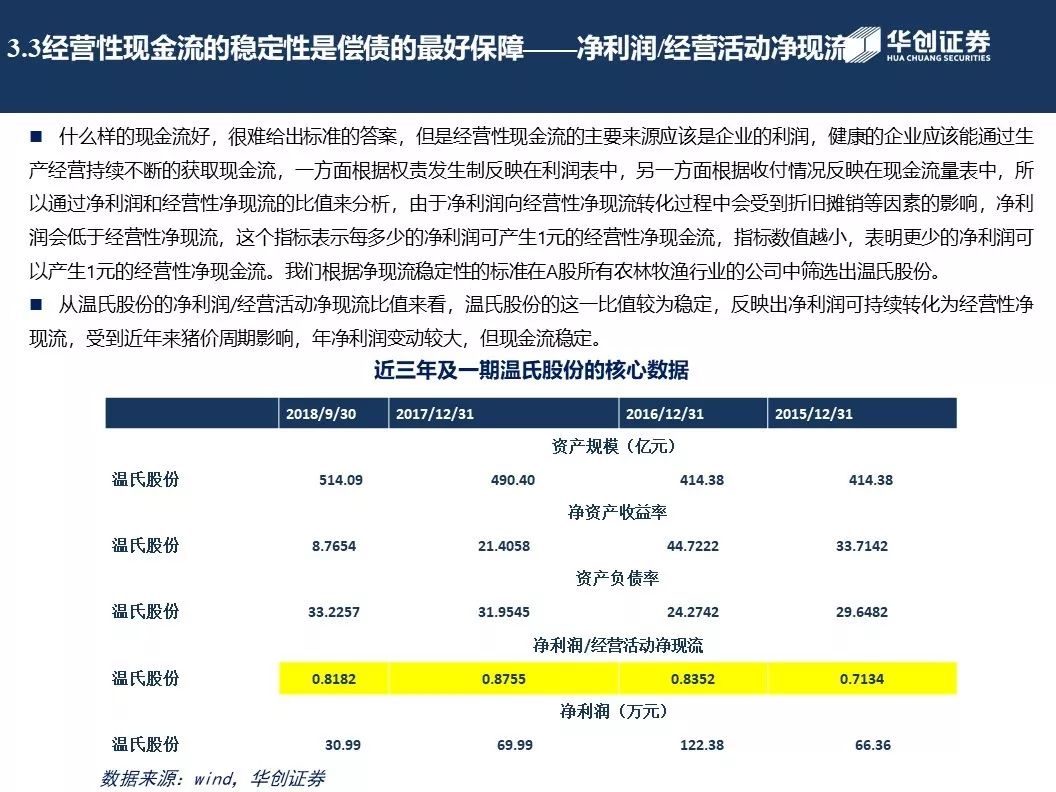 3.3经营性现金流的稳定性是偿债的最好保障——净利润/经营活动净现流
华创证券
HUA CHUANG SECURITIES
■ 什么样的现金流好，很难给出标准的答案，但是经营性现金流的主要来源应该是企业的利润，健康的企业应该能通过生
产经营持续不断的获取现金流，一方面根据权责发生制反映在利润表中，另一方面根据收付情况反映在现金流量表中，所
以通过净利润和经营性净现流的比值来分析，由于净利润向经营性净现流转化过程中会受到折旧摊销等因素的影响，净利
润会低于经营性净现流，这个指标表示每多少的净利润可产生1元的经营性净现金流，指标数值越小，表明更少的净利润可
以产生1元的经营性净现金流。我们根据净现流稳定性的标准在A股所有农林牧渔行业的公司中筛选出温氏股份。
■ 从温氏股份的净利润/经营活动净现流比值来看，温氏股份的这一比值较为稳定，反映出净利润可持续转化为经营性净
现流，受到近年来猪价周期影响，年净利润变动较大，但现金流稳定。
近三年及一期温氏股份的核心数据
2018/9/30 2017/12/31 2016/12/31 2015/12/31
资产规模（亿元）
温氏股份 514.09 490.40 414.38 414.38
净资产收益率
温氏股份 8.7654 21.4058 44.7222 33.7142
资产负债率
温氏股份 33.2257 31.9545 24.2742 29.6482
净利润/经营活动净现流
温氏股份 0.8182 0.8755 0.8352 0.7134
净利润（万元）
温氏股份 30.99 69.99 122.38 66.36
数据来源：wind，华创证券